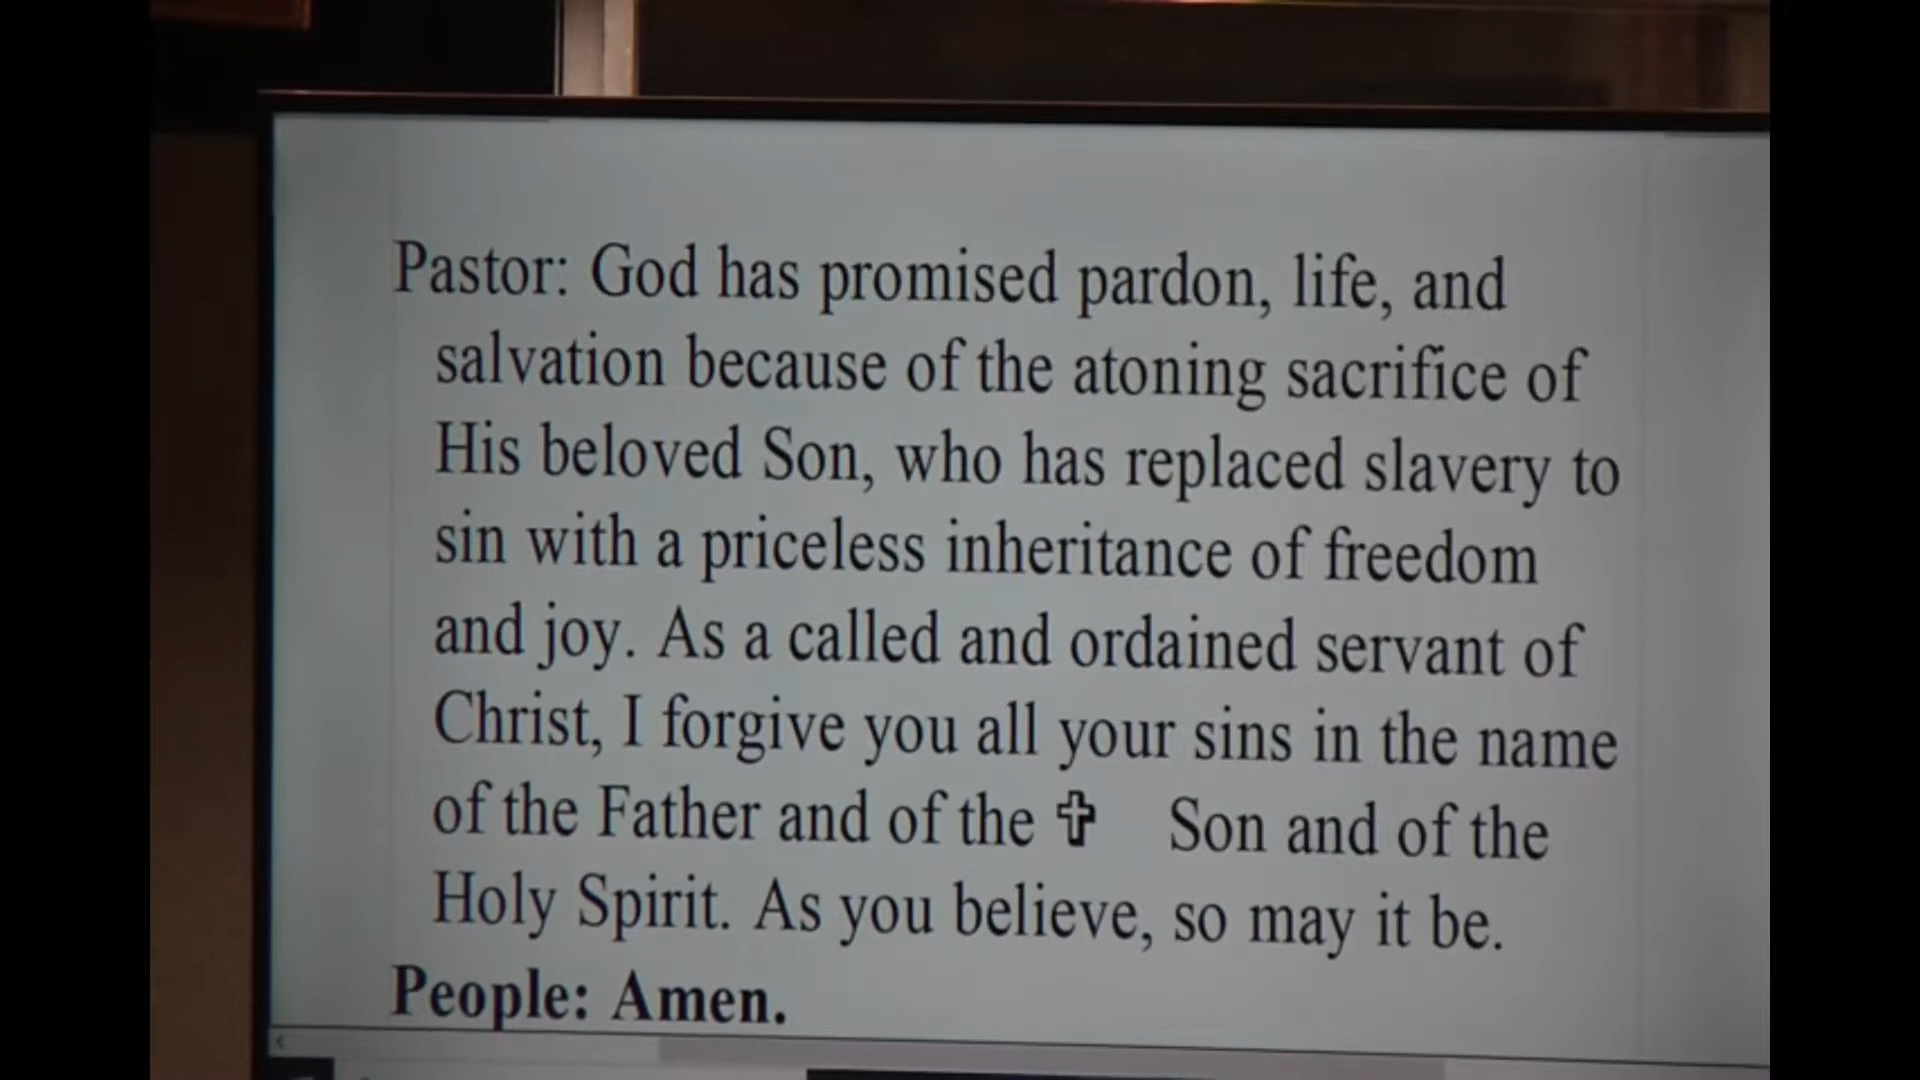 Pastor: God has promised pardon, life, and
salvation because of the atoning sacrifice of
His beloved Son, who has replaced slavery to
sin with a priceless inheritance of freedom
and joy. As a called and ordained servant of
Christ, I forgive you all your sins in the name
of the Father and of the ✞ Son and of the
Holy Spirit. As you believe, so may it be.
People: Amen.